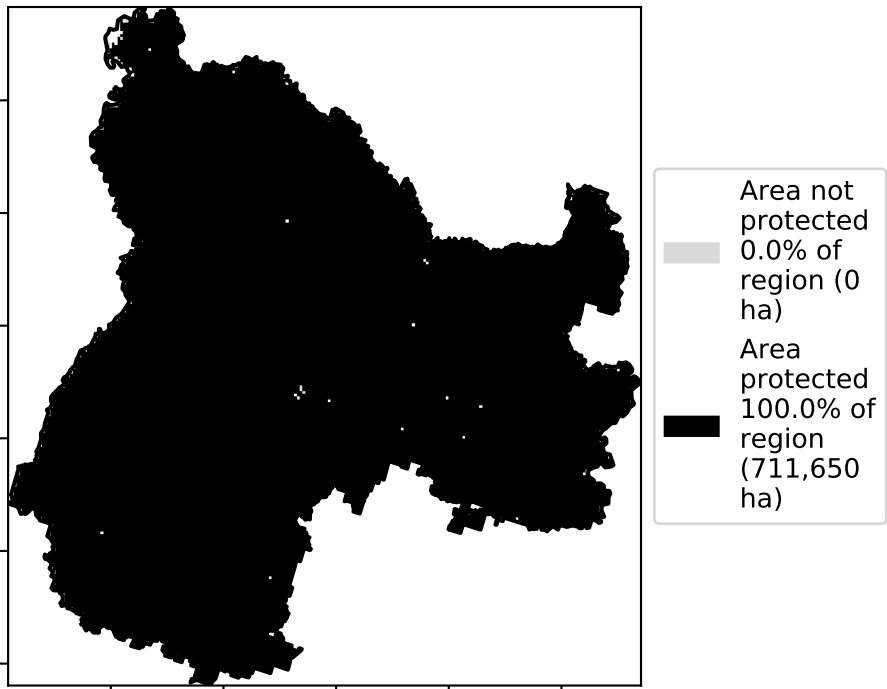 Area not
protected
0.0% of
region (0
ha)
Area
protected
100.0% of
region
(711,650
ha)